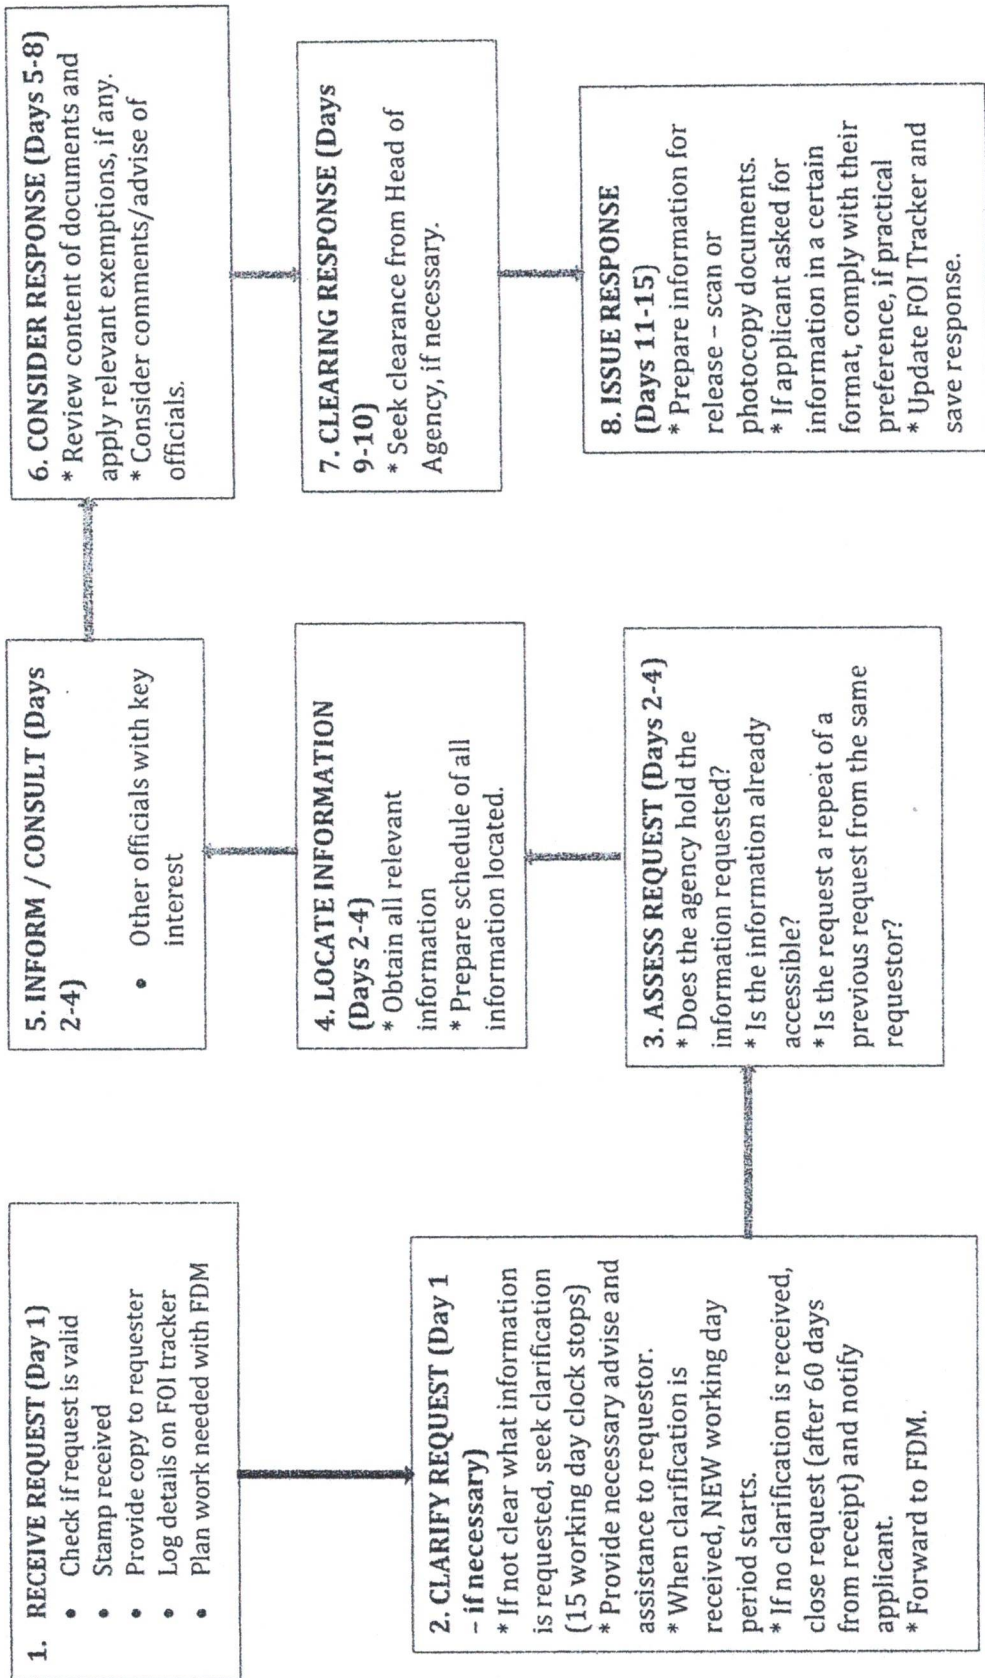 1. RECEIVE REQUEST (Day 1)
• Check if request is valid
• Stamp received
• Provide copy to requester
• Log details on FOI tracker
• Plan work needed with FDM
2. CLARIFY REQUEST (Day 1
– if necessary)
* If not clear what information
is requested, seek clarification
(15 working day clock stops)
* Provide necessary advise and
assistance to requestor.
* When clarification is
received, NEW working day
period starts.
* If no clarification is received,
close request (after 60 days
from receipt) and notify
applicant.
* Forward to FDM.
3. ASSESS REQUEST (Days 2-4)
* Does the agency hold the
information requested?
* Is the information already
accessible?
* Is the request a repeat of a
previous request from the same
requestor?
4. LOCATE INFORMATION
(Days 2-4)
* Obtain all relevant
information
* Prepare schedule of all
information located.
5. INFORM / CONSULT (Days
2-4)
• Other officials with key
interest
6. CONSIDER RESPONSE (Days 5-8)
* Review content of documents and
apply relevant exemptions, if any.
* Consider comments/advise of
officials.
7. CLEARING RESPONSE (Days
9-10)
* Seek clearance from Head of
Agency, if necessary.
8. ISSUE RESPONSE
(Days 11-15)
* Prepare information for
release – scan or
photocopy documents.
* If applicant asked for
information in a certain
format, comply with their
preference, if practical
* Update FOI Tracker and
save response.